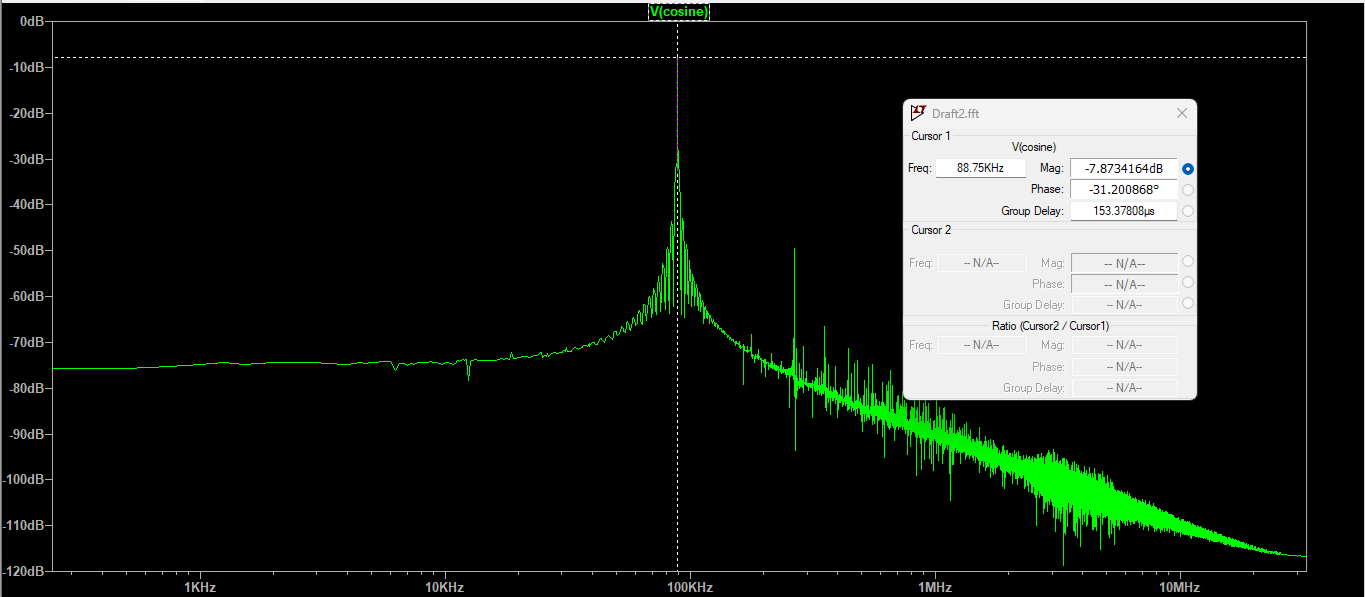 V(cosine)
0dB
-10dB
-20dB
-30dB
-40dB
-50dB
-60dB
-70dB
-80dB
-90dB
-100dB
-110dB
-120dB
1KHz 10KHz 100KHz 1MHz 10MHz
Draft2.fft
Cursor 1
V(cosine)
Freq: 88.75KHz Mag: -7.8734164dB
Phase: -31.200868°
Group Delay: 153.37808µs
Cursor 2
Freq: -- N/A-- Mag: -- N/A--
Phase: -- N/A--
Group Delay: -- N/A--
Ratio (Cursor2 / Cursor1)
Freq: -- N/A-- Mag: -- N/A--
Phase: -- N/A--
Group Delay: -- N/A--